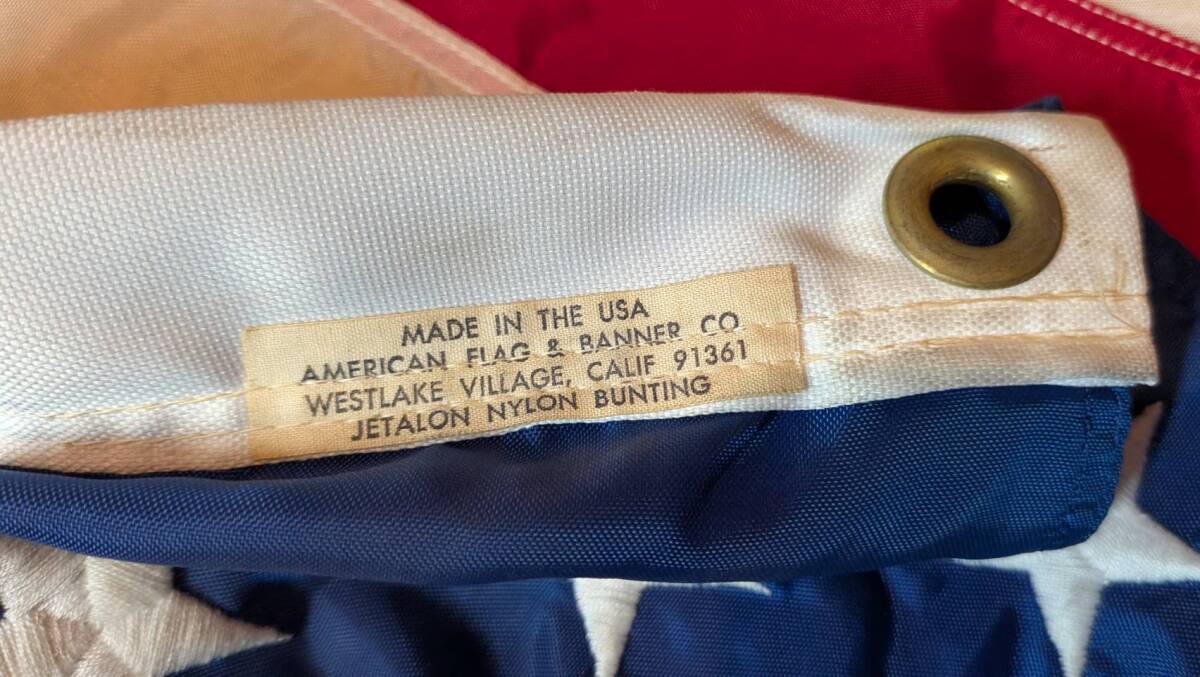 MADE IN THE USA
AMERICAN FLAG & BANNER CO
WESTLAKE VILLAGE, CALIF 91361
JETALON NYLON BUNTING